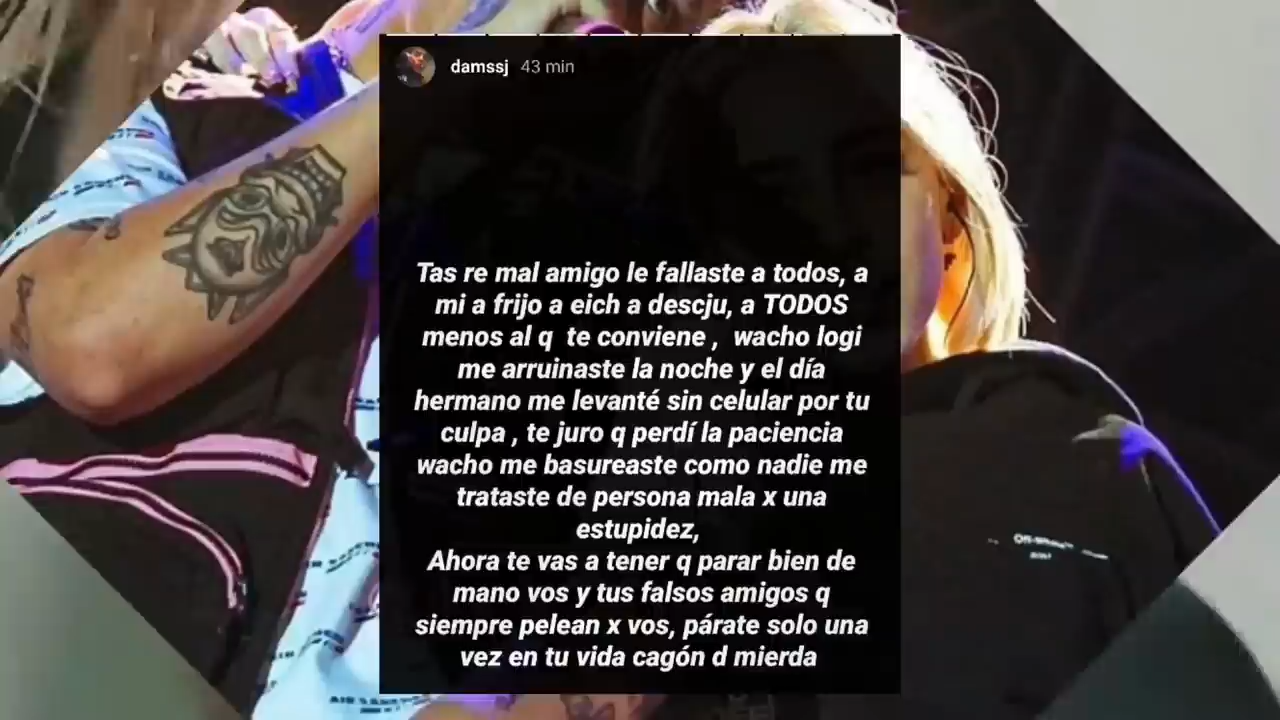 damssj 43 min
Tas re mal amigo le fallaste a todos, a
mi a frijo a eich a descju, a TODOS
menos al q te conviene , wacho logi
me arruinaste la noche y el día
hermano me levanté sin celular por tu
culpa , te juro q perdí la paciencia
wacho me basureaste como nadie me
trataste de persona mala x una
estupidez,
Ahora te vas a tener q parar bien de
mano vos y tus falsos amigos q
siempre pelean x vos, párate solo una
vez en tu vida cagón d mierda